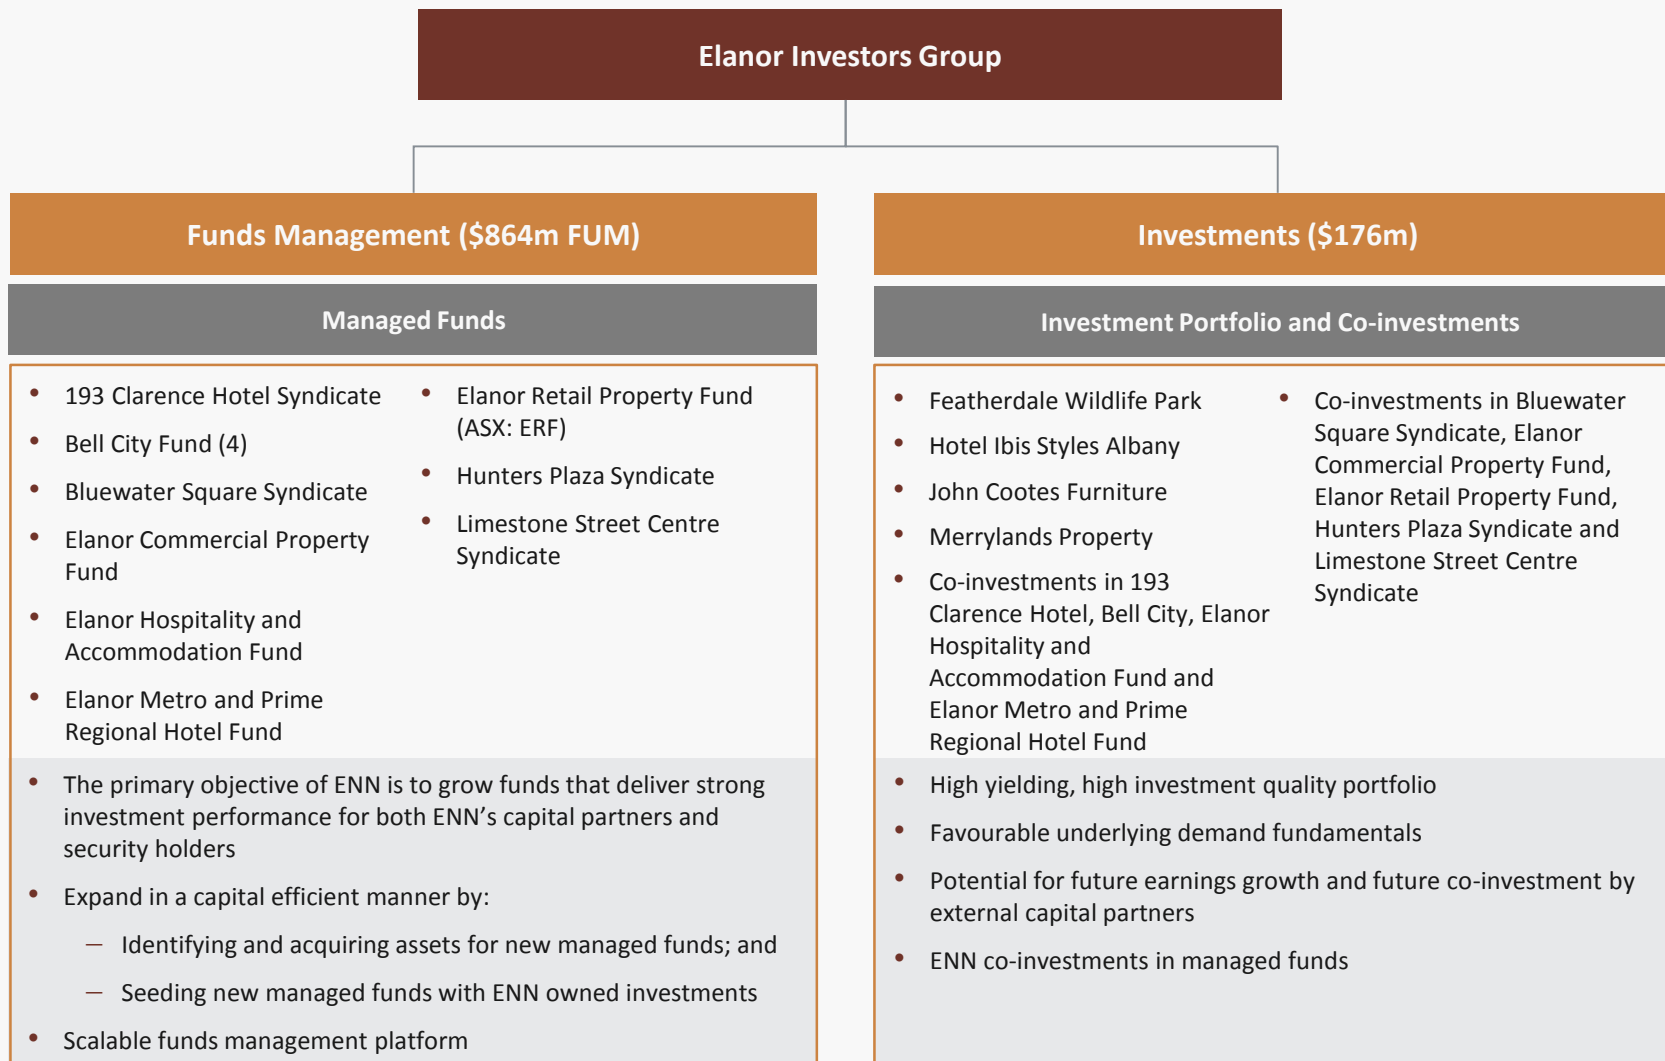 Elanor Investors Group
Funds Management ($864m FUM)
Managed Funds
• 193 Clarence Hotel Syndicate
• Bell City Fund (4)
• Bluewater Square Syndicate
• Elanor Commercial Property
Fund
• Elanor Hospitality and
Accommodation Fund
• Elanor Metro and Prime
Regional Hotel Fund
• Elanor Retail Property Fund
(ASX: ERF)
• Hunters Plaza Syndicate
• Limestone Street Centre
Syndicate
• The primary objective of ENN is to grow funds that deliver strong
investment performance for both ENN’s capital partners and
security holders
• Expand in a capital efficient manner by:
– Identifying and acquiring assets for new managed funds; and
– Seeding new managed funds with ENN owned investments
• Scalable funds management platform
Investments ($176m)
Investment Portfolio and Co-investments
• Featherdale Wildlife Park
• Hotel Ibis Styles Albany
• John Cootes Furniture
• Merrylands Property
• Co-investments in 193
Clarence Hotel, Bell City, Elanor
Hospitality and
Accommodation Fund and
Elanor Metro and Prime
Regional Hotel Fund
• Co-investments in Bluewater
Square Syndicate, Elanor
Commercial Property Fund,
Elanor Retail Property Fund,
Hunters Plaza Syndicate and
Limestone Street Centre
Syndicate
• High yielding, high investment quality portfolio
• Favourable underlying demand fundamentals
• Potential for future earnings growth and future co-investment by
external capital partners
• ENN co-investments in managed funds